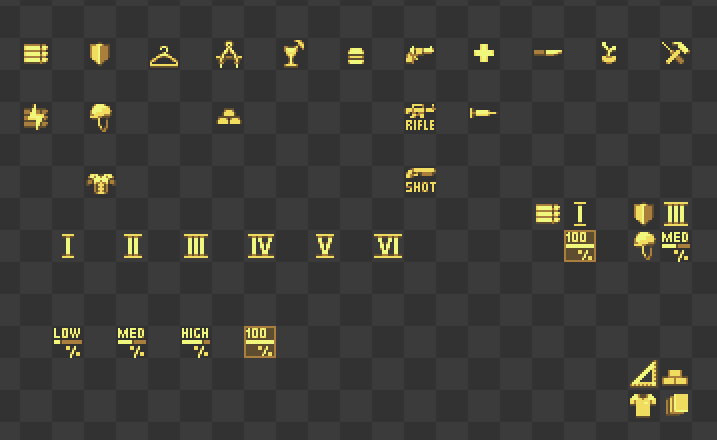 RIFLE
SHOT
I
III
100
%
MED
%
I II III IV V VI
LOW
%
MED
%
HIGH
%
100
%